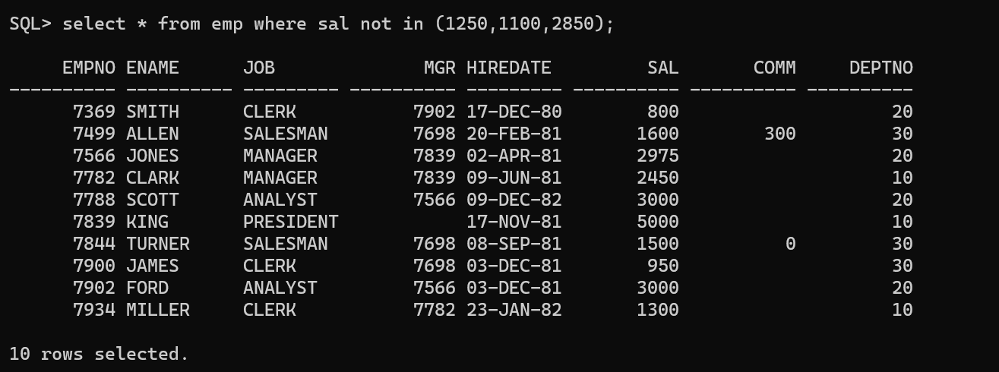 SQL> select * from emp where sal not in (1250,1100,2850);
     EMPNO ENAME      JOB              MGR HIREDATE         SAL       COMM     DEPTNO
---------- ---------- --------- ---------- --------- ---------- ---------- ----------
      7369 SMITH      CLERK           7902 17-DEC-80        800                    20
      7499 ALLEN      SALESMAN        7698 20-FEB-81       1600        300         30
      7566 JONES      MANAGER         7839 02-APR-81       2975                    20
      7782 CLARK      MANAGER         7839 09-JUN-81       2450                    10
      7788 SCOTT      ANALYST         7566 09-DEC-82       3000                    20
      7839 KING       PRESIDENT            17-NOV-81       5000                    10
      7844 TURNER     SALESMAN        7698 08-SEP-81       1500          0         30
      7900 JAMES      CLERK           7698 03-DEC-81        950                    30
      7902 FORD       ANALYST         7566 03-DEC-81       3000                    20
      7934 MILLER     CLERK           7782 23-JAN-82       1300                    10
10 rows selected.